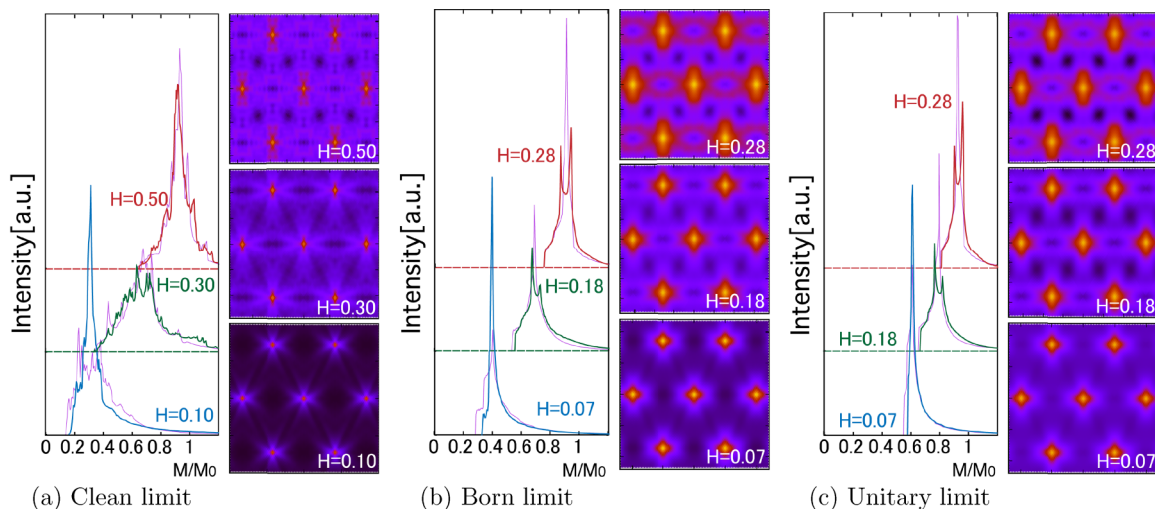 Intensity[a.u.]
H=0.50
H=0.30
H=0.10
0 0.2 0.4 0.6 0.8 1
M/M0
H=0.50
H=0.30
H=0.10
(a) Clean limit
Intensity[a.u.]
H=0.28
H=0.18
H=0.07
0 0.2 0.4 0.6 0.8 1
M/M0
H=0.28
H=0.18
H=0.07
(b) Born limit
Intensity[a.u.]
H=0.28
H=0.18
H=0.07
0 0.2 0.4 0.6 0.8 1
M/M0
H=0.28
H=0.18
H=0.07
(c) Unitary limit